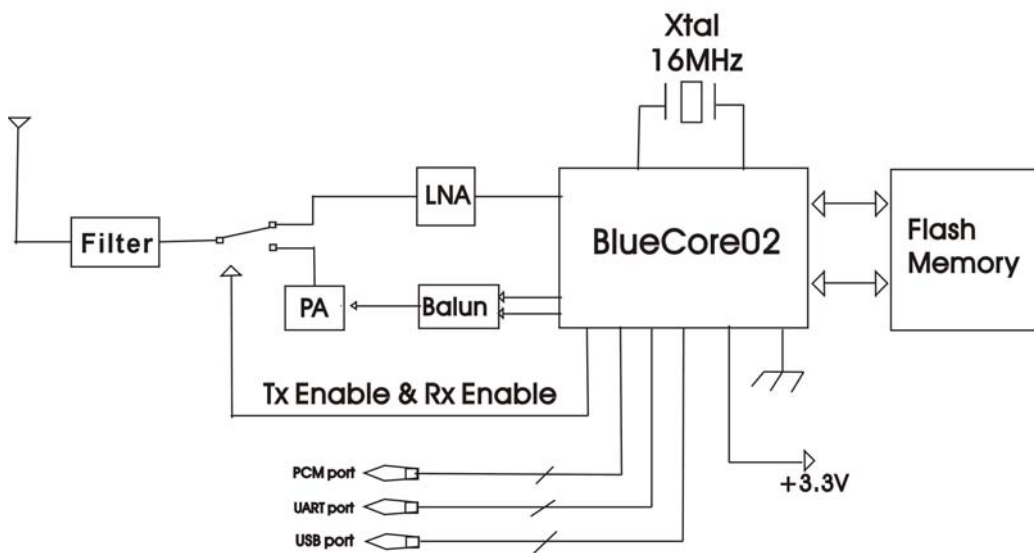 Xtal
16MHz
LNA
Filter
BlueCore02
Flash
Memory
PA
Balun
Tx Enable & Rx Enable
PCM port
+3.3V
UART port
USB port